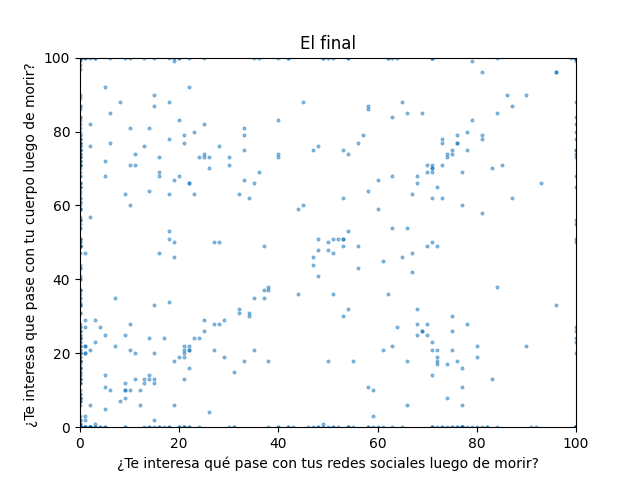 El final
¿Te interesa que pase con tu cuerpo luego de morir?
100
80
60
40
20
0
0 20 40 60 80 100
¿Te interesa qué pase con tus redes sociales luego de morir?